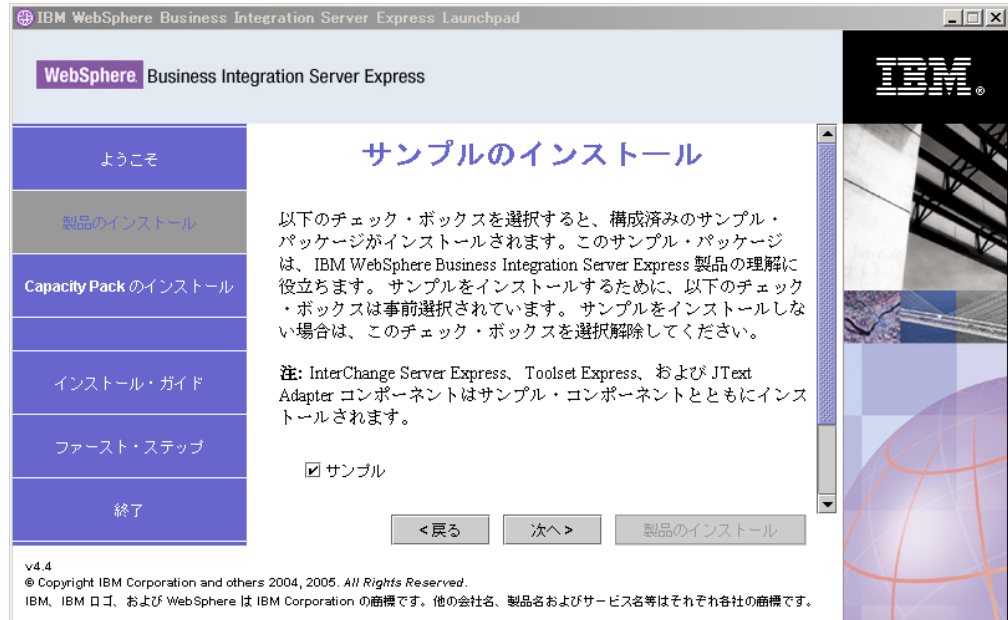 IBM WebSphere Business Integration Server Express Launchpad
WebSphere. Business Integration Server Express
IBM®
ようこそ
製品のインストール
Capacity Pack のインストール
インストール・ガイド
ファースト・ステップ
終了
サンプルのインストール
以下のチェック・ボックスを選択すると、構成済みのサンプル・
パッケージがインストールされます。このサンプル・パッケージ
は、IBM WebSphere Business Integration Server Express 製品の理解に
役立ちます。 サンプルをインストールするために、以下のチェック
・ボックスは事前選択されています。 サンプルをインストールしな
い場合は、このチェック・ボックスを選択解除してください。
注: InterChange Server Express、Toolset Express、および JText
Adapter コンポーネントはサンプル・コンポーネントとともにインス
トールされます。
サンプル
<戻る
次へ>
製品のインストール
v4.4
© Copyright IBM Corporation and others 2004, 2005. All Rights Reserved.
IBM、IBM ロゴ、および WebSphere は IBM Corporation の商標です。他の会社名、製品名およびサービス名等はそれぞれ各社の商標です。